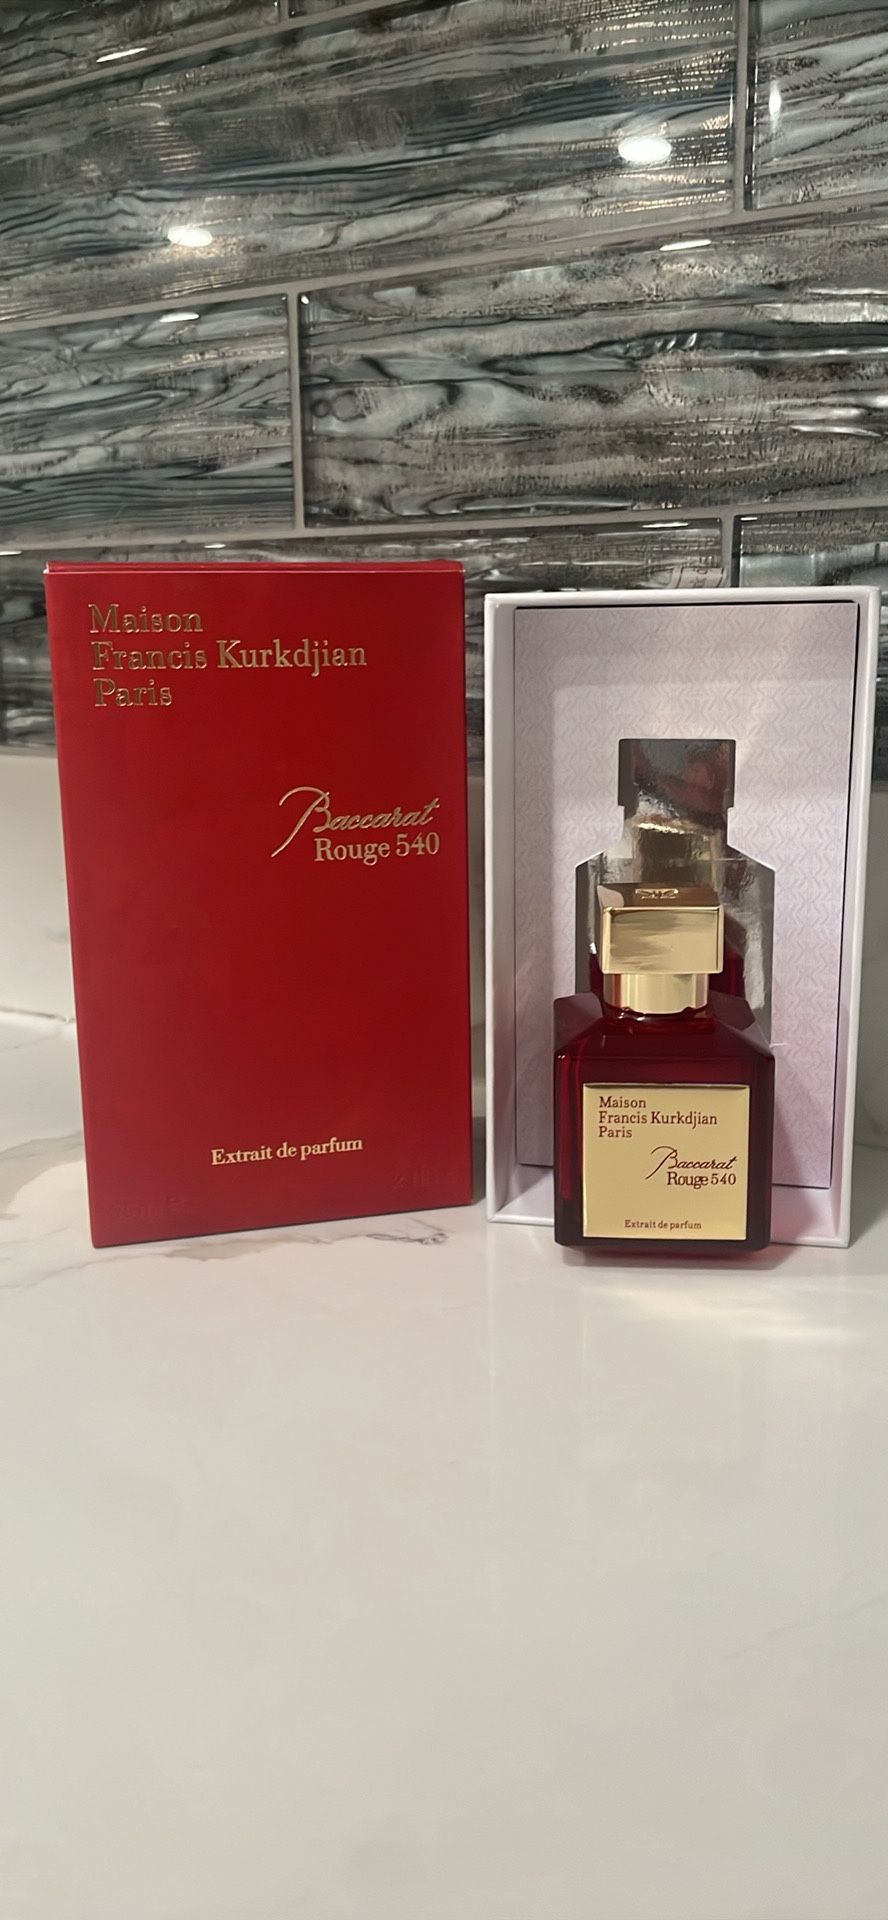 Maison
Francis Kurkdjian
Paris
Baccarat
Rouge 540
Extrait de parfum
Maison
Francis Kurkdjian
Paris
Baccarat
Rouge 540
Extrait de parfum